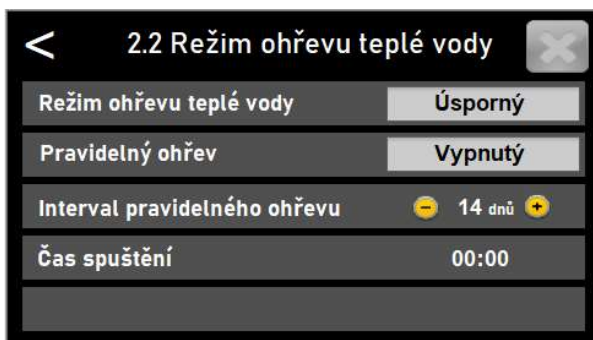 < 2.2 Režim ohřevu teplé vody
Režim ohřevu teplé vody Úsporný
Pravidelný ohřev Vypnutý
Interval pravidelného ohřevu - 14 dnů +
Čas spuštění 00:00